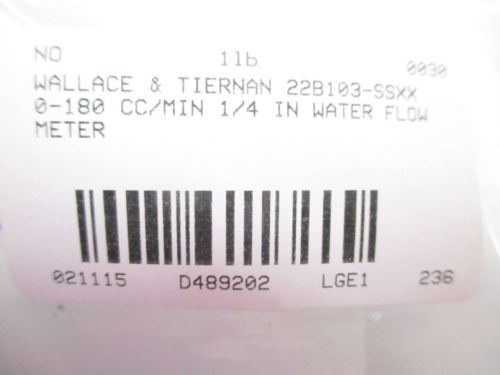 NO 11b 0030
WALLACE & TIERNAN 22B103-SSXX
0-180 CC/MIN 1/4 IN WATER FLOW
METER
021115 D489202 LGE1 236